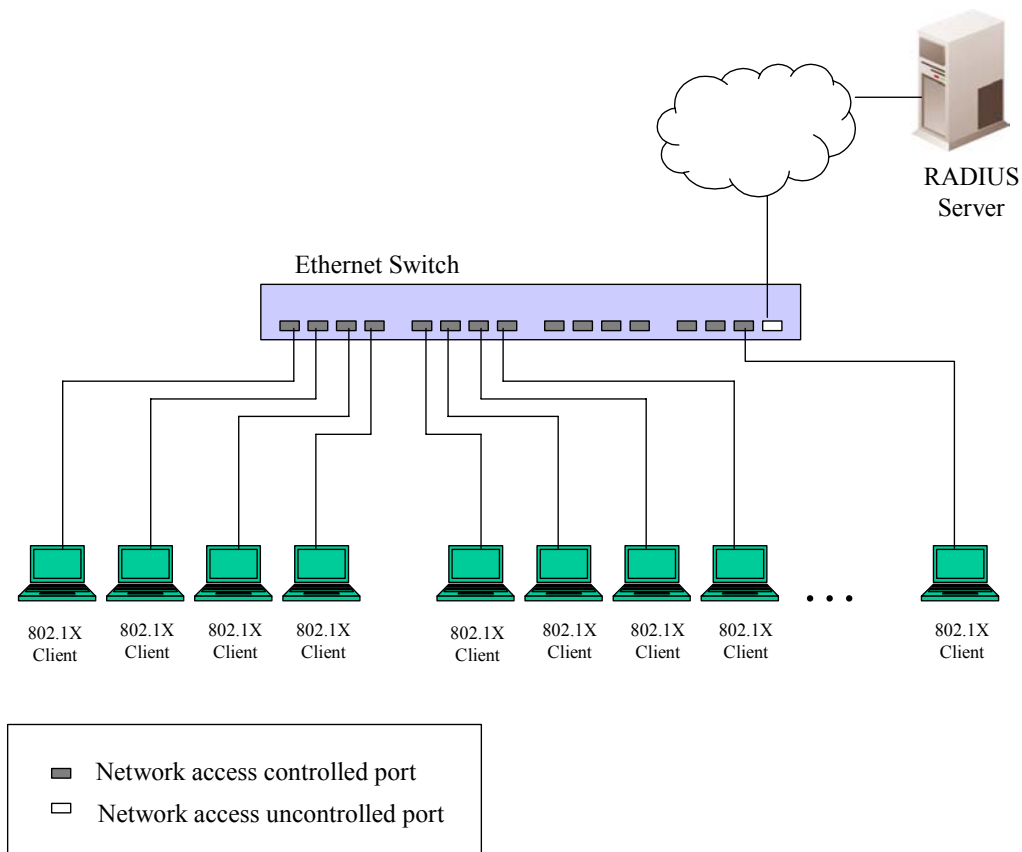 RADIUS
Server
Ethernet Switch
802.1X
Client
802.1X
Client
802.1X
Client
802.1X
Client
802.1X
Client
802.1X
Client
802.1X
Client
802.1X
Client
. . .
802.1X
Client
Network access controlled port
Network access uncontrolled port